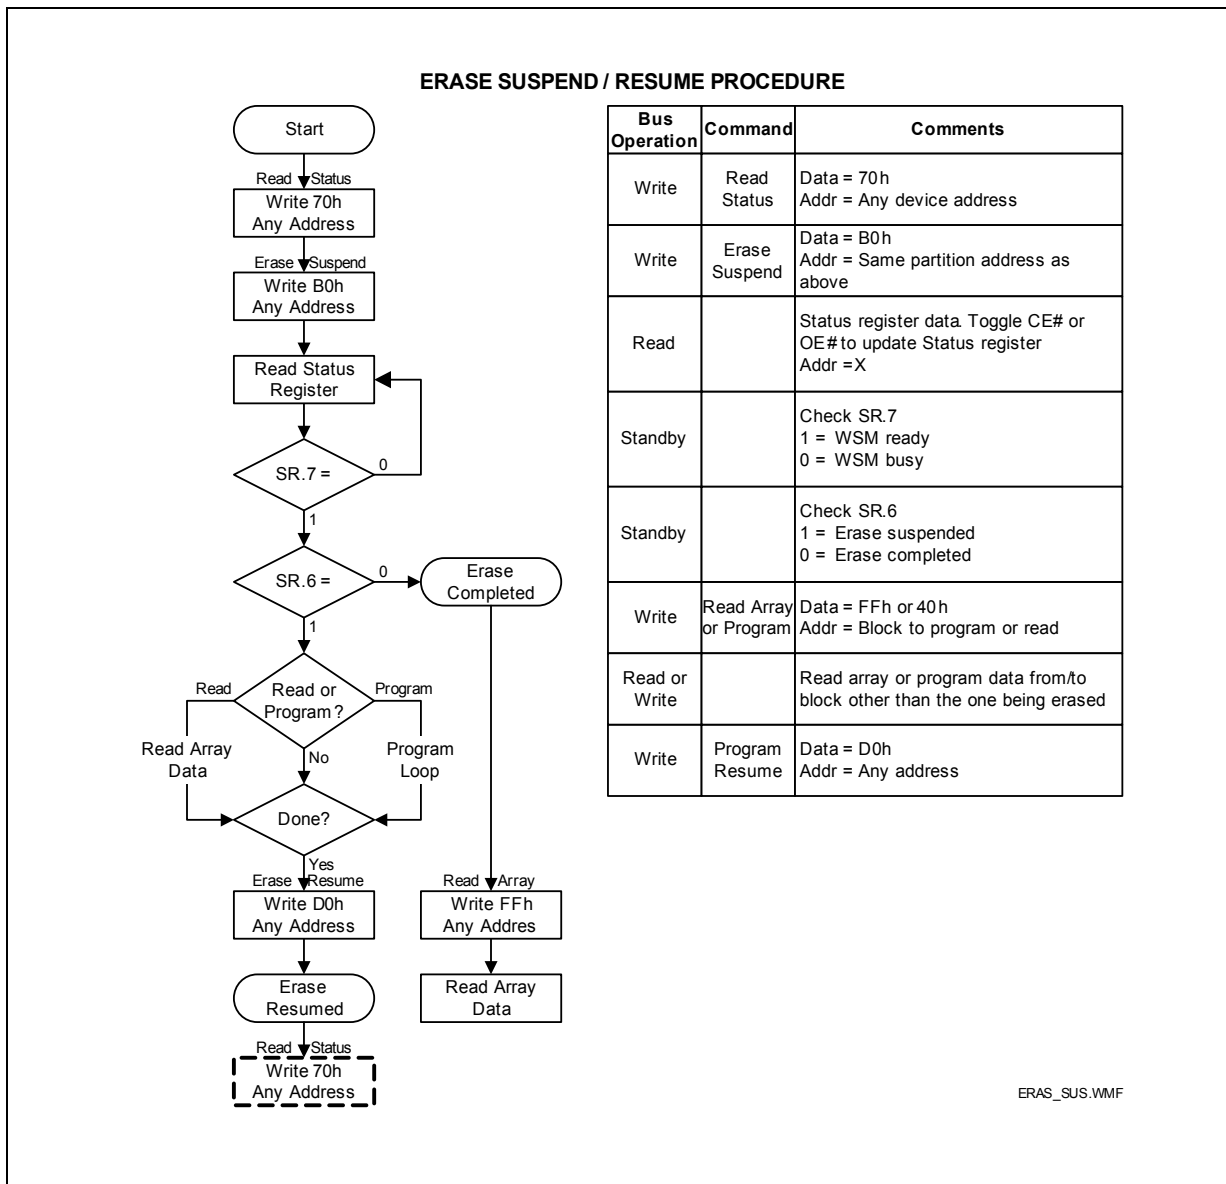 ERASE SUSPEND / RESUME PROCEDURE
Start
Read Status
Write 70h
Any Address
Erase Suspend
Write B0h
Any Address
Read Status
Register
SR.7 =
0
1
SR.6 =
0
Erase
Completed
1
Read
Read or
Program?
Program
Read Array
Data
No
Program
Loop
Done?
Yes
Erase Resume
Write D0h
Any Address
Read Array
Write FFh
Any Addres
Erase
Resumed
Read Array
Data
Read Status
Write 70h
Any Address
Bus
Operation
Command
Comments
Write
Read
Status
Data = 70h
Addr = Any device address
Write
Erase
Suspend
Data = B0h
Addr = Same partition address as
above
Read
Status register data. Toggle CE# or
OE# to update Status register
Addr =X
Standby
Check SR.7
1 = WSM ready
0 = WSM busy
Standby
Check SR.6
1 = Erase suspended
0 = Erase completed
Write
Read Array
or Program
Data = FFh or 40h
Addr = Block to program or read
Read or
Write
Read array or program data from/to
block other than the one being erased
Write
Program
Resume
Data = D0h
Addr = Any address
ERAS_SUS.WMF